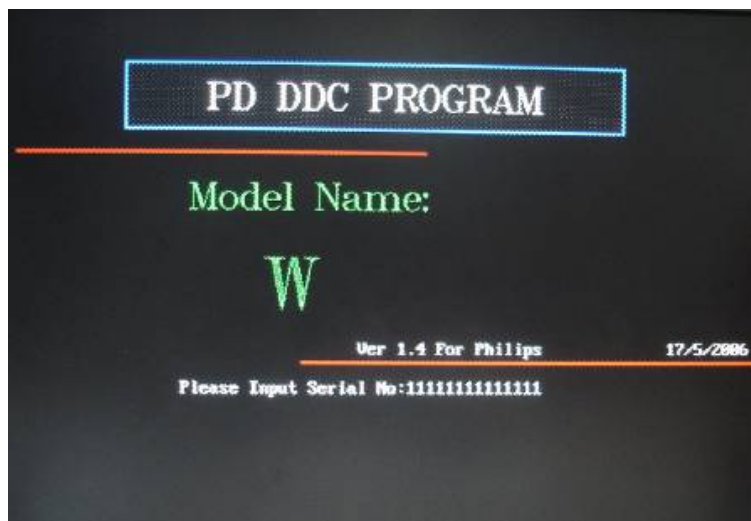 PD DDC PROGRAM
Model Name:
W
Ver 1.4 For Philips 17/5/2006
Please Input Serial No:11111111111111